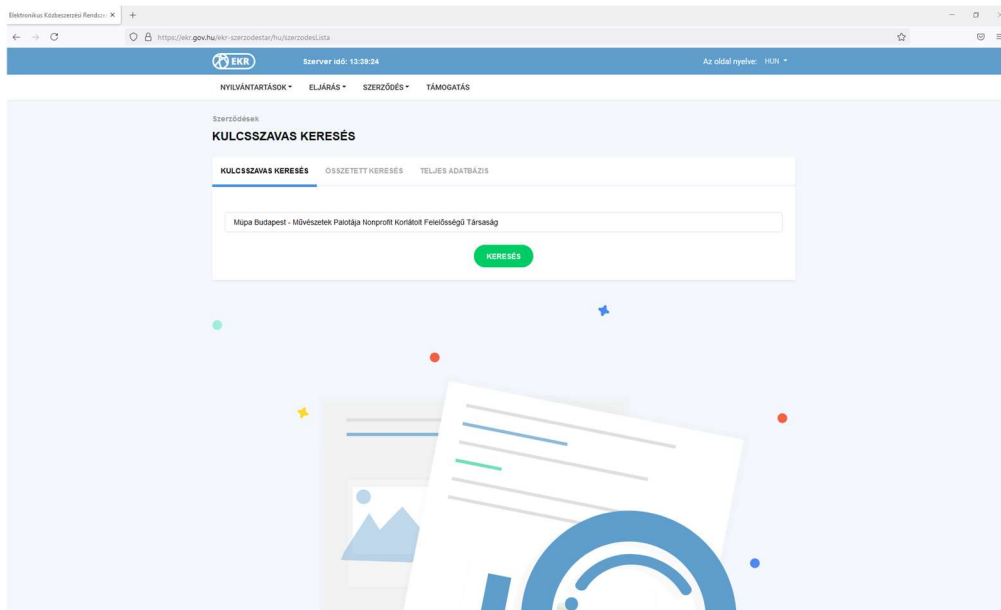 Elektronikus Közbeszerzési Rendsze
https://ekr.gov.hu/ekr-szerzodestar/hu/szerzodesLista
EKR Szerver idő: 13:39:24 Az oldal nyelve: HUN
NYILVÁNTARTÁSOK ELJÁRÁS SZERZŐDÉS TÁMOGATÁS
Szerződések
KULCSSZAVAS KERESÉS
KULCSSZAVAS KERESÉS ÖSSZETETT KERESÉS TELJES ADATBÁZIS
Müpa Budapest - Művészetek Palotája Nonprofit Korlátolt Felelősségű Társaság
KERESÉS